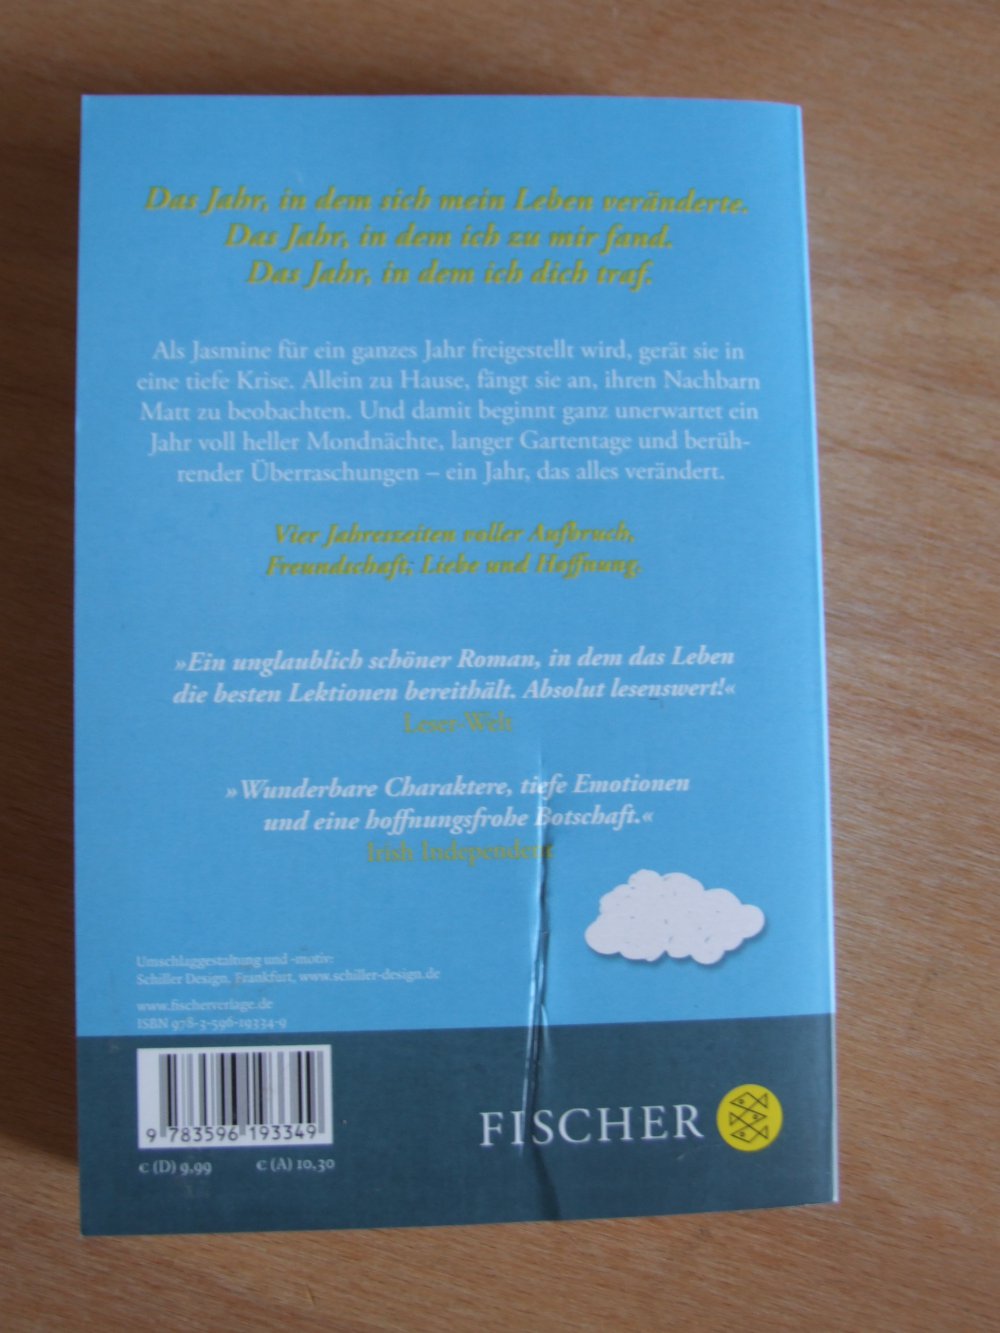 Das Jahr, in dem sich mein Leben veränderte.
Das Jahr, in dem ich zu mir fand.
Das Jahr, in dem ich dich traf.
Als Jasmine für ein ganzes Jahr freigestellt wird, gerät sie in
eine tiefe Krise. Allein zu Hause, fängt sie an, ihren Nachbarn
Matt zu beobachten. Und damit beginnt ganz unerwartet ein
Jahr voll heller Mondnächte, langer Gartentage und berüh-
render Überraschungen – ein Jahr, das alles verändert.
Vier Jahreszeiten voller Aufbruch,
Freundschaft, Liebe und Hoffnung.
»Ein unglaublich schöner Roman, in dem das Leben
die besten Lektionen bereithält. Absolut lesenswert!«
Leser-Welt
»Wunderbare Charaktere, tiefe Emotionen
und eine hoffnungsfrohe Botschaft.«
Irish Independent
Umschlaggestaltung und -motiv:
Schiller Design, Frankfurt, www.schiller-design.de
www.fischerverlage.de
ISBN 978-3-596-19334-9
9 783596 193349
€ (D) 9,99 € (A) 10,30
FISCHER